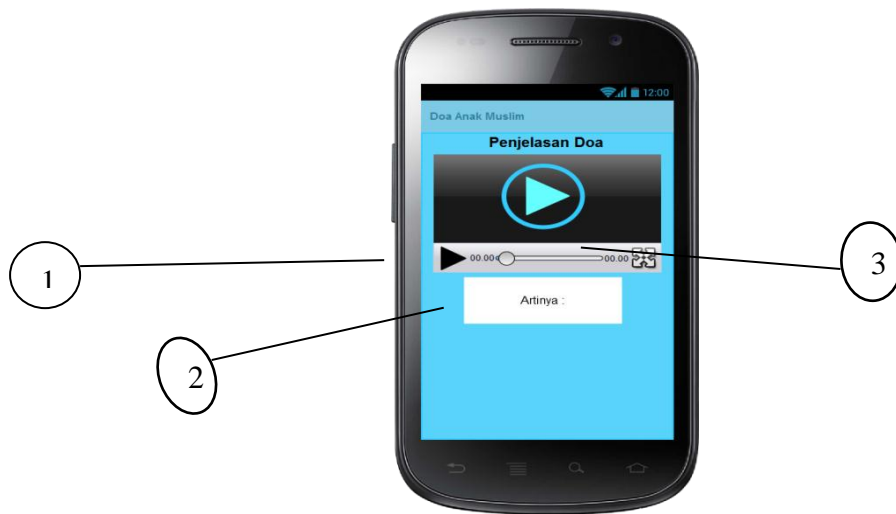 12:00
Doa Anak Muslim
Penjelasan Doa
00.00 00.00
Artinya :
1
2
3